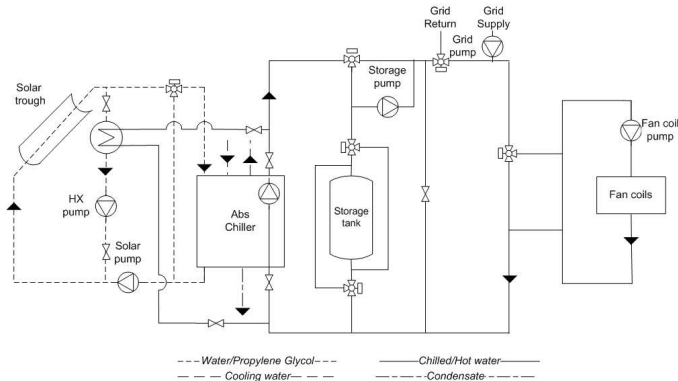 Grid
Return
Grid
Supply
Grid
pump
Solar
trough
Storage
pump
Fan coil
pump
HX
pump
Abs
Chiller
Storage
tank
Fan coils
Solar
pump
Water/Propylene Glycol
Chilled/Hot water
Cooling water
Condensate